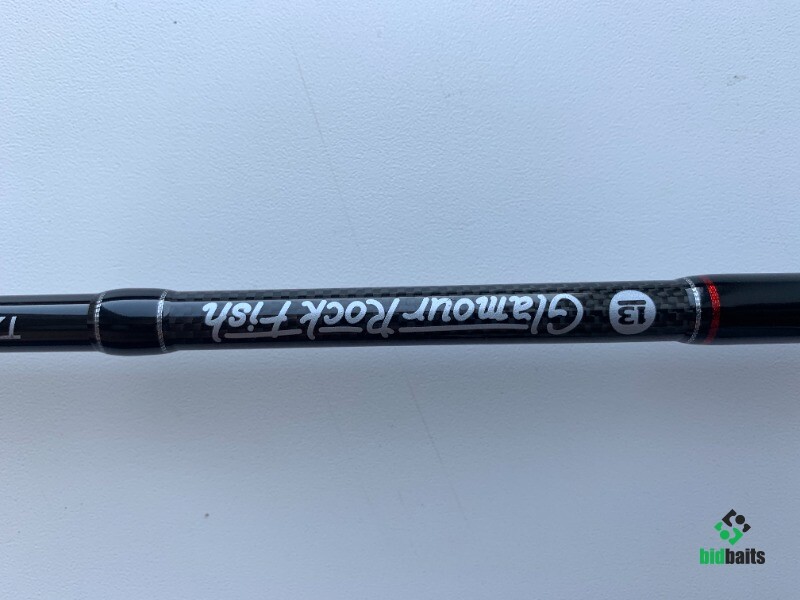 13 Glamour Rock Fish
bidbaits